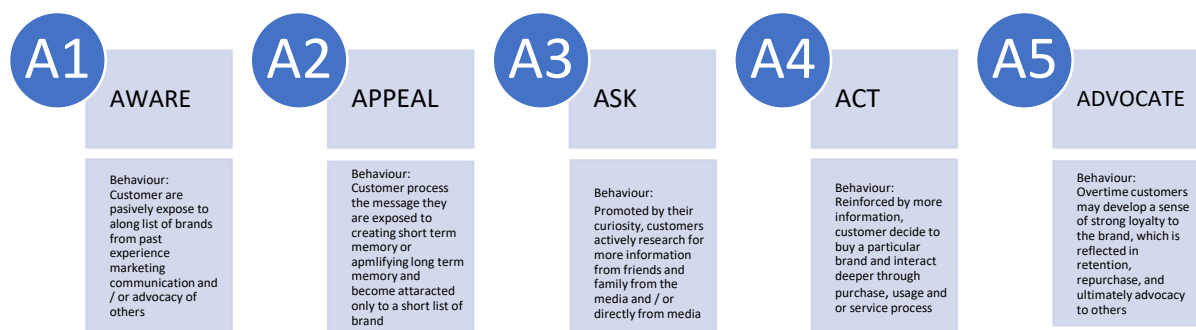 A1
AWARE
Behaviour:
Customer are
pasively expose to
along list of brands
from past
experience
marketing
communication and
/ or advocacy of
others
A2
APPEAL
Behaviour:
Customer process
the message they
are exposed to
creating short term
memory or
apmlifying long term
memory and
become attaracted
only to a short list of
brand
A3
ASK
Behaviour:
Promoted by their
curiosity, customers
actively research for
more information
from friends and
family from the
media and / or
directly from media
A4
ACT
Behaviour:
Reinforced by more
information,
customer decide to
buy a particular
brand and interact
deeper through
purchase, usage and
or service process
A5
ADVOCATE
Behaviour:
Overtime customers
may develop a sense
of strong loyalty to
the brand, which is
reflected in
retention,
repurchase, and
ultimately advocacy
to others